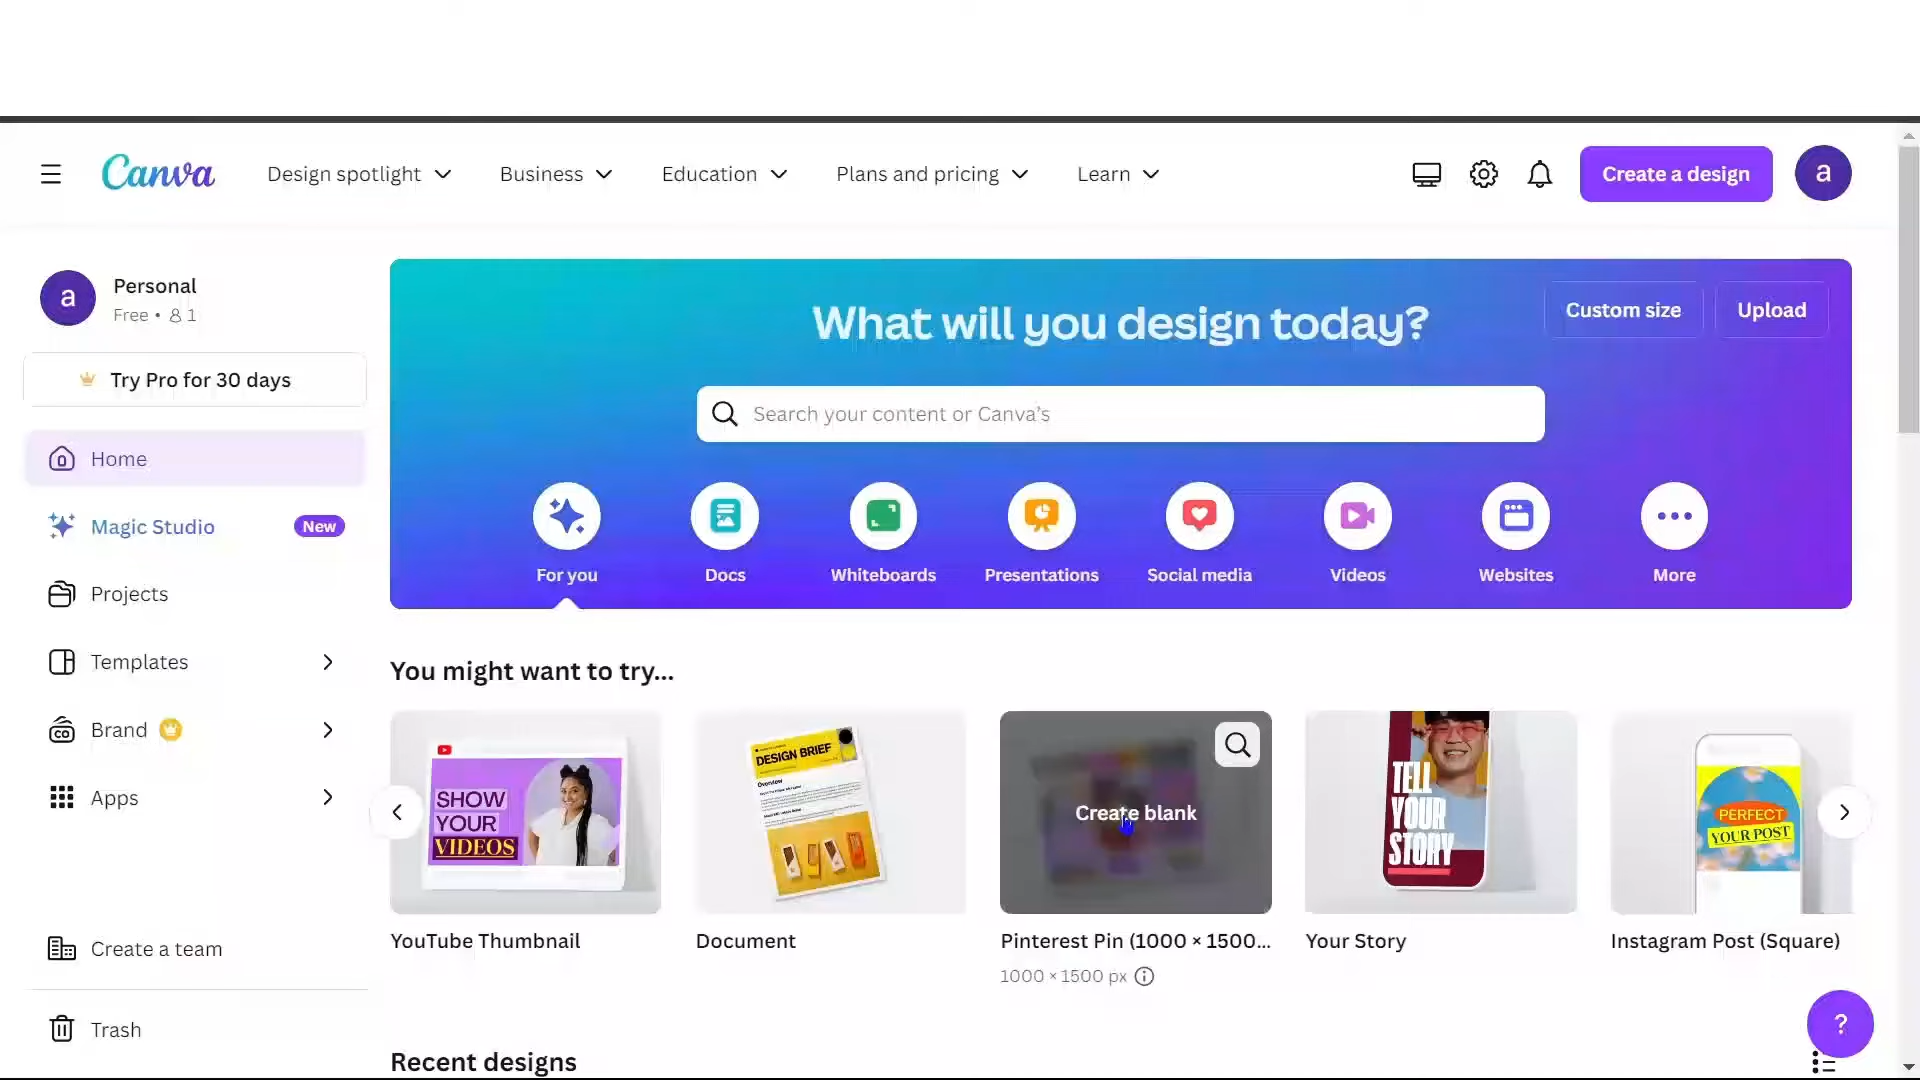 Canva
Design spotlight
Business
Education
Plans and pricing
Learn
Create a design
a
a
Personal
Free • 1
Try Pro for 30 days
Home
Magic Studio
New
Projects
Templates
Brand
Apps
Create a team
Trash
What will you design today?
Custom size
Upload
Search your content or Canva's
For you
Docs
Whiteboards
Presentations
Social media
Videos
Websites
More
You might want to try...
SHOW
YOUR
VIDEOS
YouTube Thumbnail
DESIGN BRIEF
Overview
Document
Create blank
Pinterest Pin (1000 × 1500...
1000 × 1500 px
TELL
YOUR
STORY
Your Story
PERFECT
YOUR POST
Instagram Post (Square)
?
Recent designs